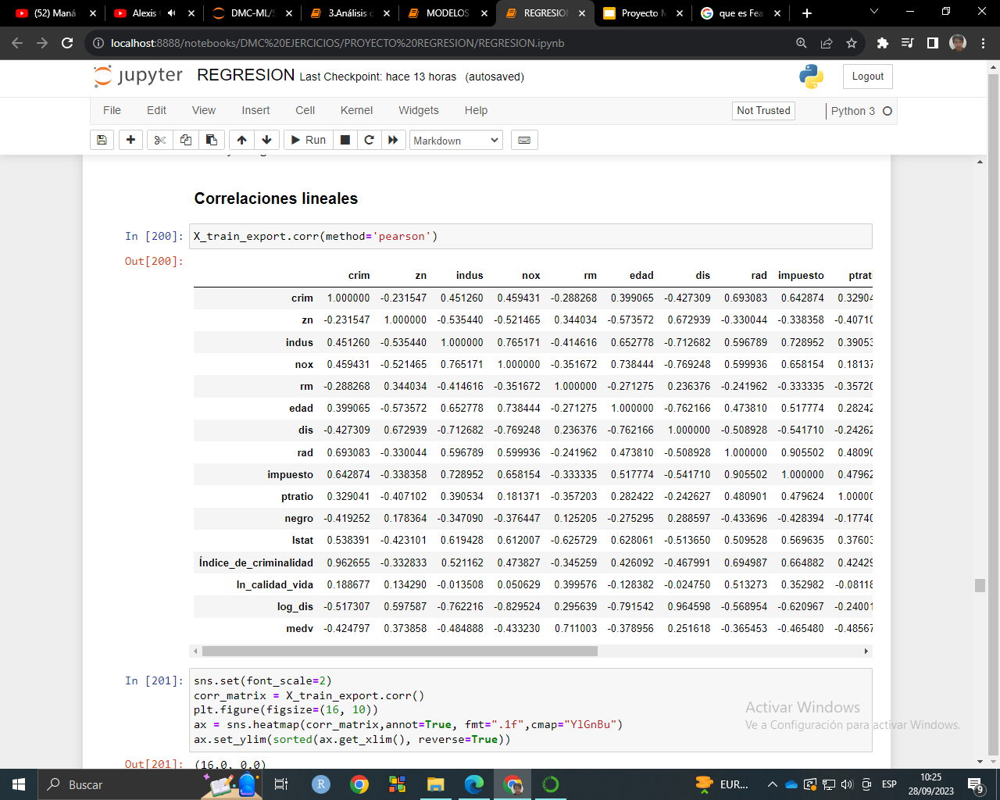 (52) Maná
Alexis
DMC-ML/S
3.Análisis d
MODELOS
REGRESION
Proyecto M
que es Fea
localhost:8888/notebooks/DMC%20EJERCICIOS/PROYECTO%20REGRESION/REGRESION.ipynb
jupyter REGRESION Last Checkpoint: hace 13 horas (autosaved)
Logout
File Edit View Insert Cell Kernel Widgets Help
Not Trusted
Python 3
Run
Markdown
Correlaciones lineales
In [200]: X_train_export.corr(method='pearson')
Out[200]:
crim zn indus nox rm edad dis rad impuesto ptrati
crim 1.000000 -0.231547 0.451260 0.459431 -0.288268 0.399065 -0.427309 0.693083 0.642874 0.32904
zn -0.231547 1.000000 -0.535440 -0.521465 0.344034 -0.573572 0.672939 -0.330044 -0.338358 -0.40710
indus 0.451260 -0.535440 1.000000 0.765171 -0.414616 0.652778 -0.712682 0.596789 0.728952 0.39053
nox 0.459431 -0.521465 0.765171 1.000000 -0.351672 0.738444 -0.769248 0.599936 0.658154 0.18137
rm -0.288268 0.344034 -0.414616 -0.351672 1.000000 -0.271275 0.236376 -0.241962 -0.333335 -0.35720
edad 0.399065 -0.573572 0.652778 0.738444 -0.271275 1.000000 -0.762166 0.473810 0.517774 0.28242
dis -0.427309 0.672939 -0.712682 -0.769248 0.236376 -0.762166 1.000000 -0.508928 -0.541710 -0.24262
rad 0.693083 -0.330044 0.596789 0.599936 -0.241962 0.473810 -0.508928 1.000000 0.905502 0.48090
impuesto 0.642874 -0.338358 0.728952 0.658154 -0.333335 0.517774 -0.541710 0.905502 1.000000 0.47962
ptratio 0.329041 -0.407102 0.390534 0.181371 -0.357203 0.282422 -0.242627 0.480901 0.479624 1.00000
negro -0.419252 0.178364 -0.347090 -0.376447 0.125205 -0.275295 0.288597 -0.433696 -0.428394 -0.17740
lstat 0.538391 -0.423101 0.619428 0.612007 -0.625729 0.628061 -0.513650 0.509528 0.569635 0.37603
Índice_de_criminalidad 0.962655 -0.332833 0.521162 0.473827 -0.345259 0.426092 -0.467991 0.694987 0.664882 0.42429
In_calidad_vida 0.188677 0.134290 -0.013508 0.050629 0.399576 -0.128382 -0.024750 0.513273 0.352982 -0.08118
log_dis -0.517307 0.597587 -0.762216 -0.829524 0.295639 -0.791542 0.964598 -0.568954 -0.620967 -0.24001
medv -0.424797 0.373858 -0.484888 -0.433230 0.711003 -0.378956 0.251618 -0.365453 -0.465480 -0.48567
In [201]: sns.set(font_scale=2)
corr_matrix = X_train_export.corr()
plt.figure(figsize=(16, 10))
ax = sns.heatmap(corr_matrix,annot=True, fmt=".1f",cmap="YlGnBu")
ax.set_ylim(sorted(ax.get_xlim(), reverse=True))
Out[201]: (16.0, 0.0)
Activar Windows
Ve a Configuración para activar Windows.
Buscar
R
EUR...
ESP
10:25
28/09/2023
9